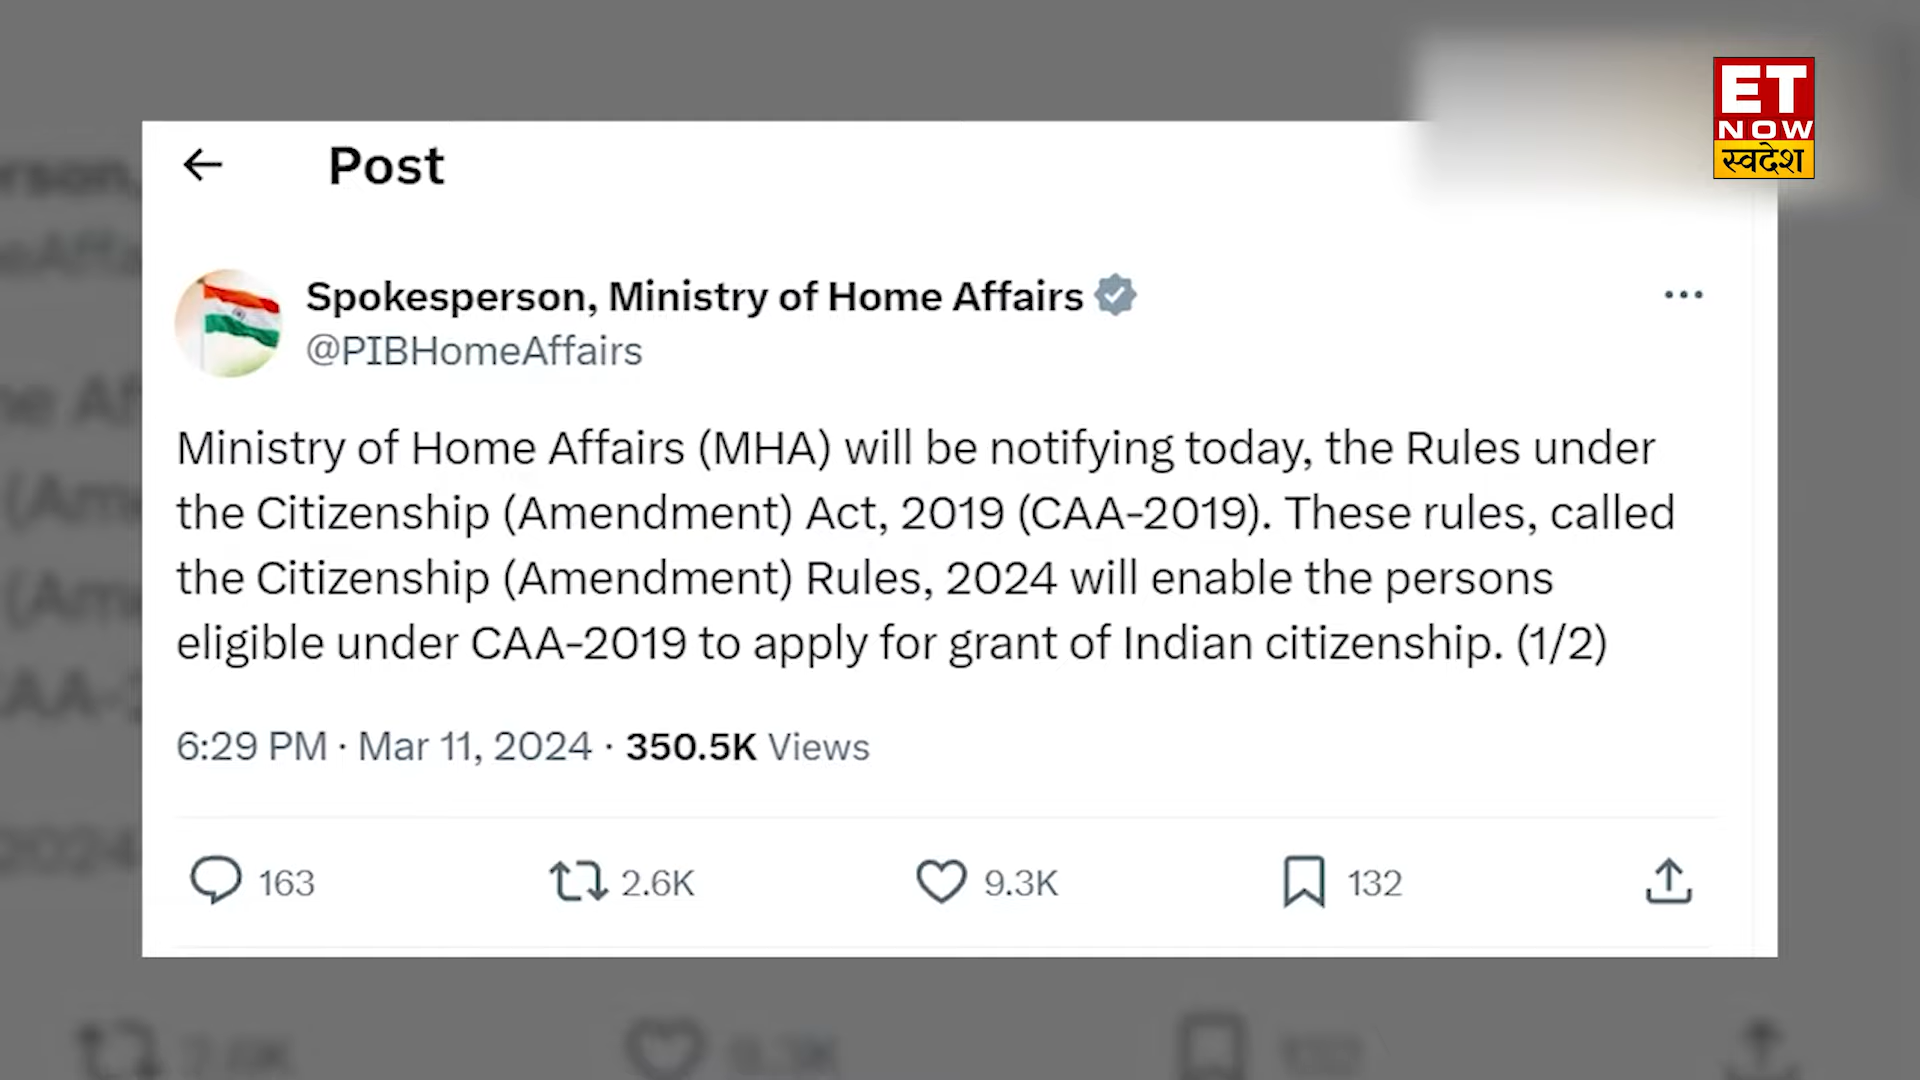 ET
NOW
स्वदेश
Post
Spokesperson, Ministry of Home Affairs
@PIBHomeAffairs
Ministry of Home Affairs (MHA) will be notifying today, the Rules under
the Citizenship (Amendment) Act, 2019 (CAA-2019). These rules, called
the Citizenship (Amendment) Rules, 2024 will enable the persons
eligible under CAA-2019 to apply for grant of Indian citizenship. (1/2)
6:29 PM · Mar 11, 2024 · 350.5K Views
163 2.6K 9.3K 132